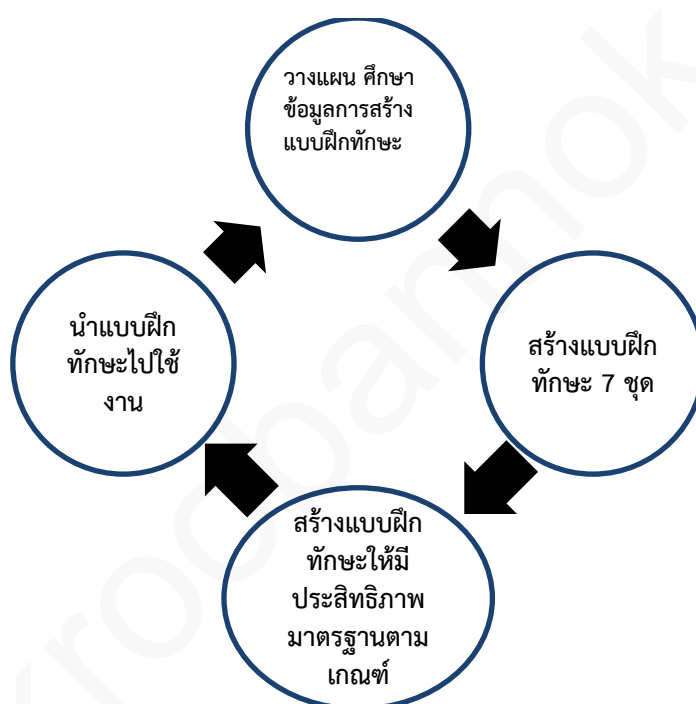 วางแผน ศึกษา
ข้อมูลการสร้าง
แบบฝึกทักษะ
สร้างแบบฝึก
ทักษะ 7 ชุด
สร้างแบบฝึก
ทักษะให้มี
ประสิทธิภาพ
มาตรฐานตาม
เกณฑ์
นำแบบฝึก
ทักษะไปใช้
งาน
kroobannok